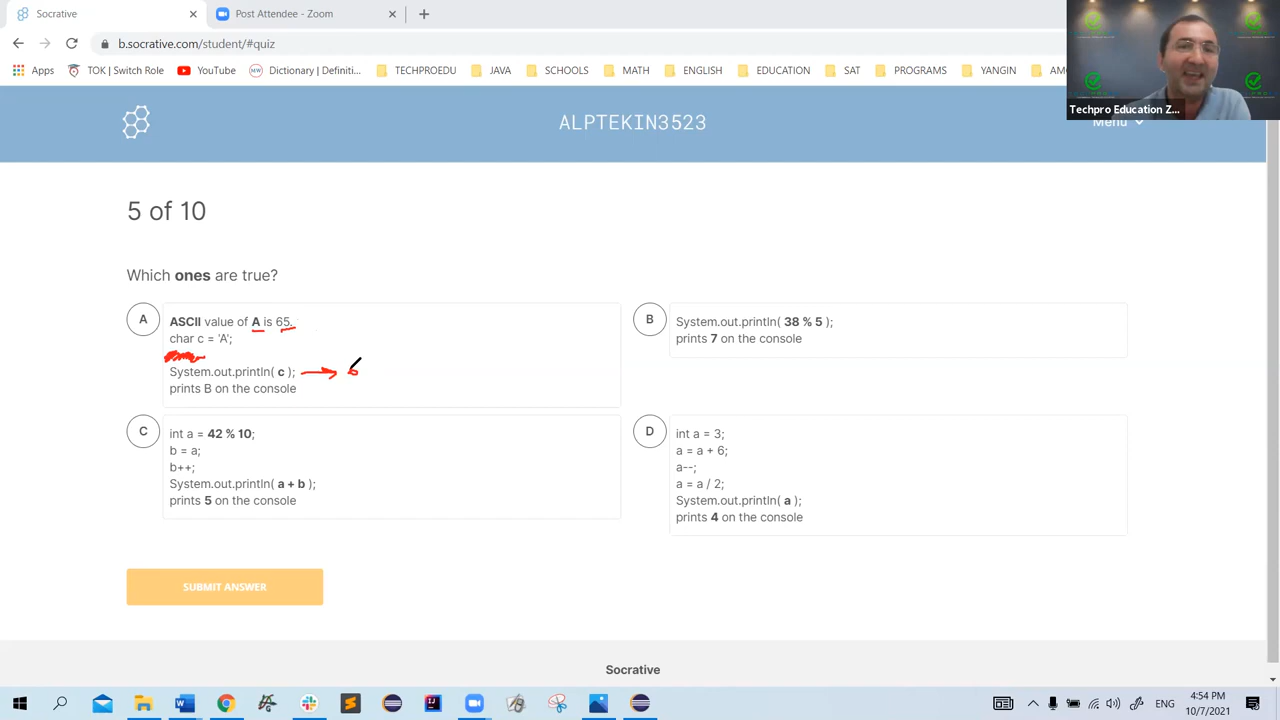 Socrative
Post Attendee - Zoom
b.socrative.com/student/#quiz
Apps
TOK | Switch Role
YouTube
Dictionary | Definiti...
TECHPROEDU
JAVA
SCHOOLS
MATH
ENGLISH
EDUCATION
SAT
PROGRAMS
YANGIN
Techpro Education Z...
ALPTEKIN3523
Menu
5 of 10
Which ones are true?
A
ASCII value of A is 65.
char c = 'A';
System.out.println( c );
prints B on the console
B
System.out.println( 38 % 5 );
prints 7 on the console
C
int a = 42 % 10;
b = a;
b++;
System.out.println( a + b );
prints 5 on the console
D
int a = 3;
a = a + 6;
a--;
a = a / 2;
System.out.println( a );
prints 4 on the console
SUBMIT ANSWER
Socrative
4:54 PM
ENG
10/7/2021